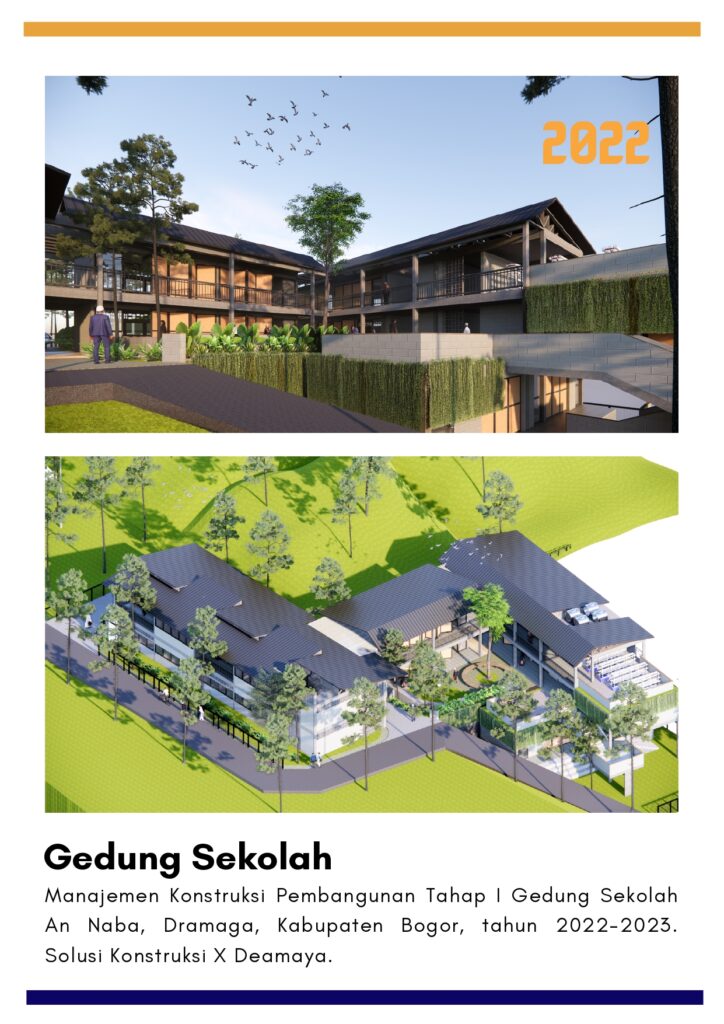 2022
Gedung Sekolah
Manajemen Konstruksi Pembangunan Tahap I Gedung Sekolah
An Naba, Dramaga, Kabupaten Bogor, tahun 2022-2023.
Solusi Konstruksi X Deamaya.